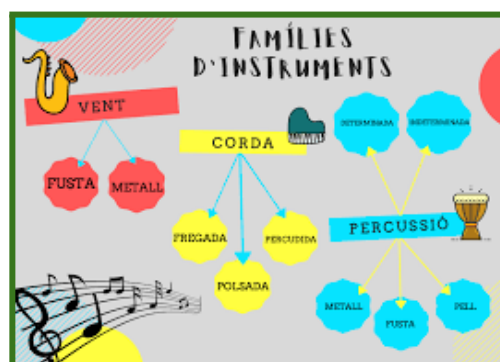 FAMÍLIES
D'INSTRUMENTS
VENT
FUSTA
METALL
CORDA
FREGADA
POLSADA
PERCUDIDA
DETERMINADA
INDETERMINADA
PERCUSSIÓ
METALL
FUSTA
PELL